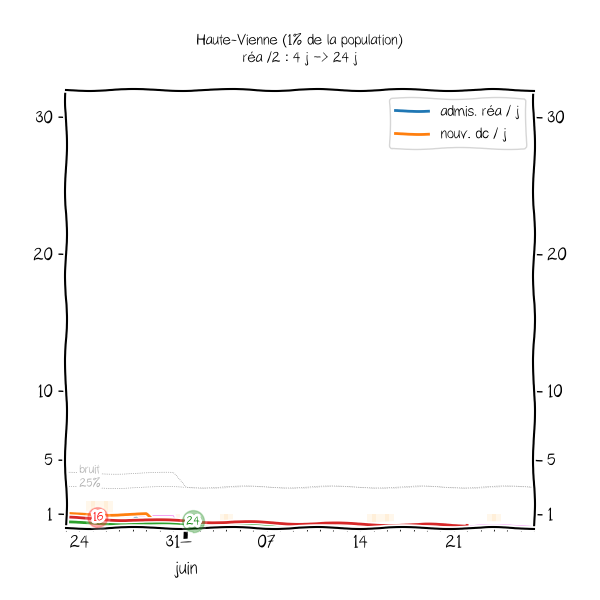 Haute-Vienne (1% de la population)
réa /2 : 4 j -> 24 j
admis. réa / j
nouv. dc / j
30 30
20 20
10 10
5 5
bruit
25%
1 16 24 1
24 31 07 14 21
juin